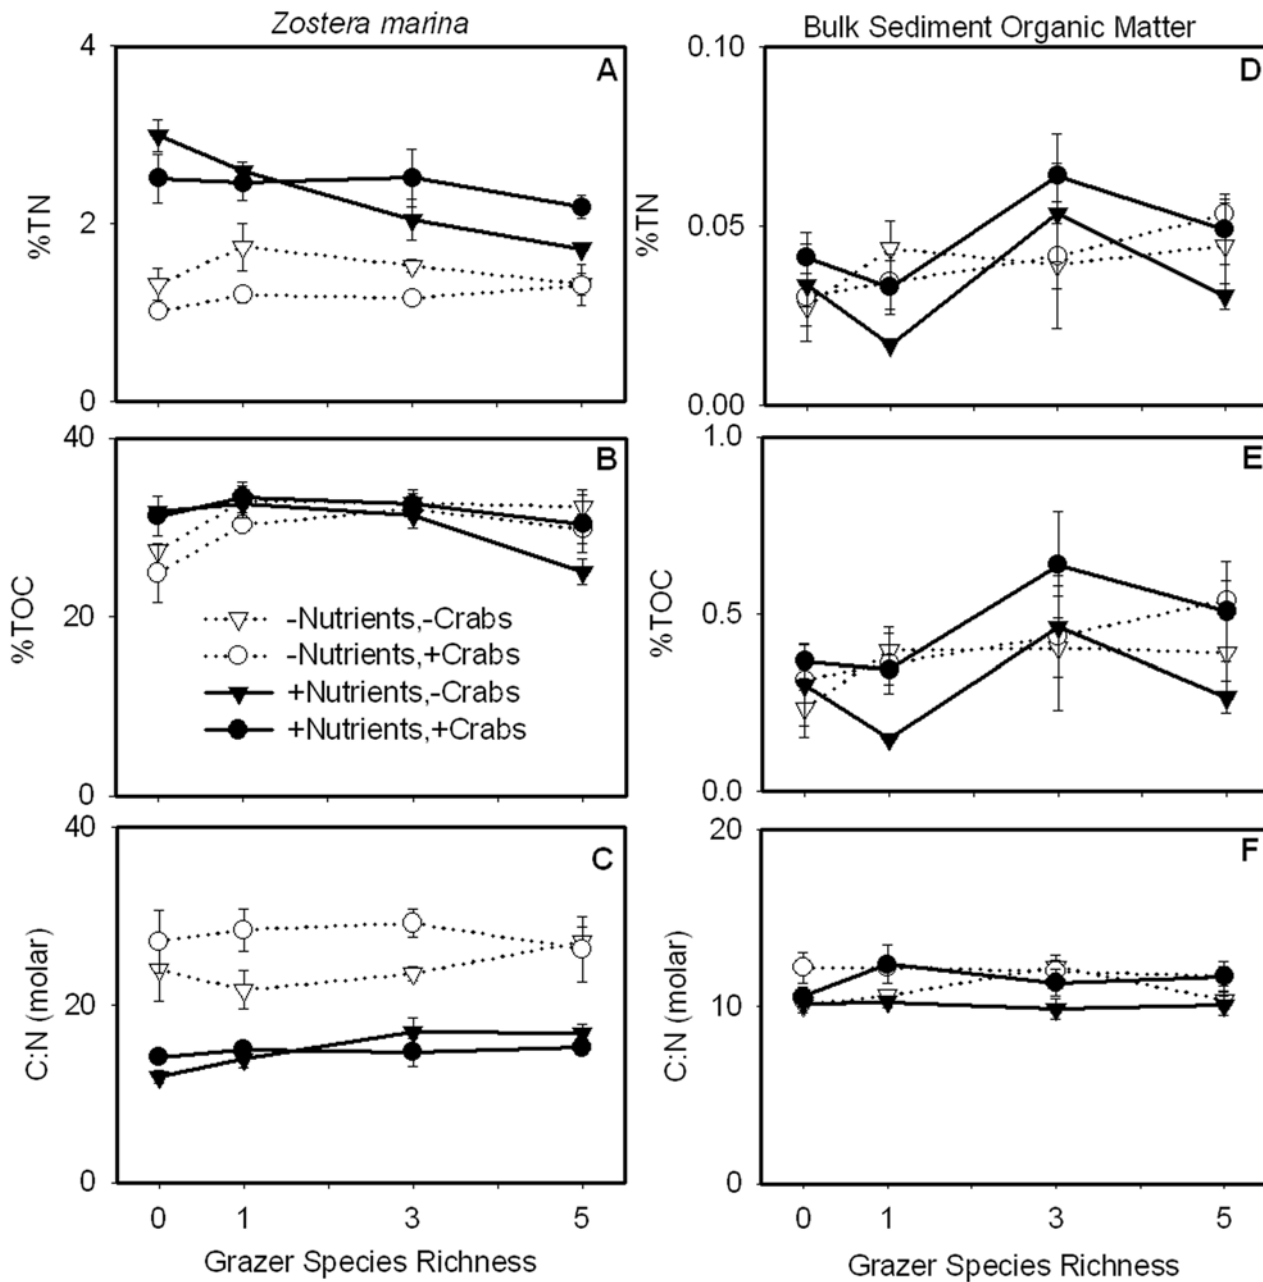 Zostera marina
Bulk Sediment Organic Matter
4
A
%TN
2
0
0.10
D
%TN
0.05
0.00
40
B
%TOC
20
0
-Nutrients,-Crabs
-Nutrients,+Crabs
+Nutrients,-Crabs
+Nutrients,+Crabs
1.0
E
%TOC
0.5
0.0
40
C
C:N (molar)
20
0
0 1 3 5
Grazer Species Richness
20
F
C:N (molar)
10
0
0 1 3 5
Grazer Species Richness